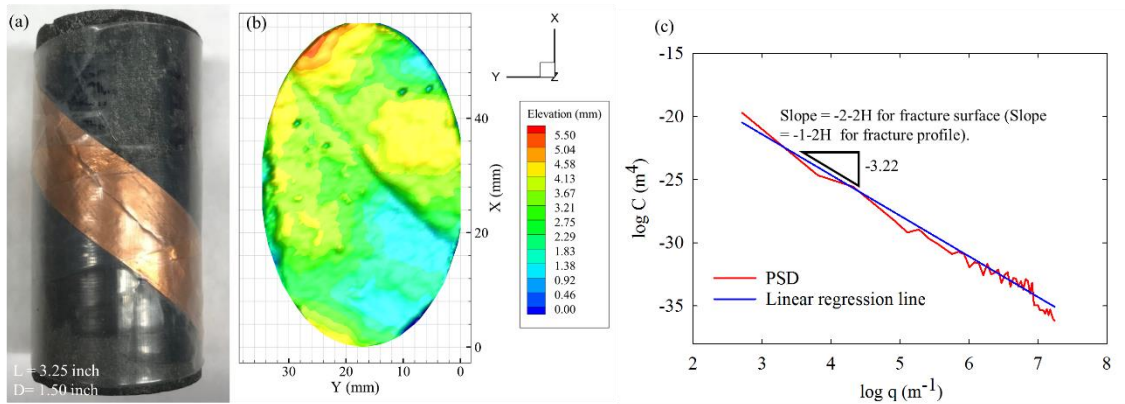 (a)
L = 3.25 inch
D= 1.50 inch
(b)
X
Y
Z
Elevation (mm)
5.50
5.04
4.58
4.13
3.67
3.21
2.75
2.29
1.83
1.38
0.92
0.46
0.00
40
20
0
X (mm)
30
20
10
0
Y (mm)
(c)
-15
-20
-25
-30
-35
log C (m4)
Slope = -2-2H for fracture surface (Slope
= -1-2H for fracture profile).
-3.22
PSD
Linear regression line
2
3
4
5
6
7
8
log q (m-1)